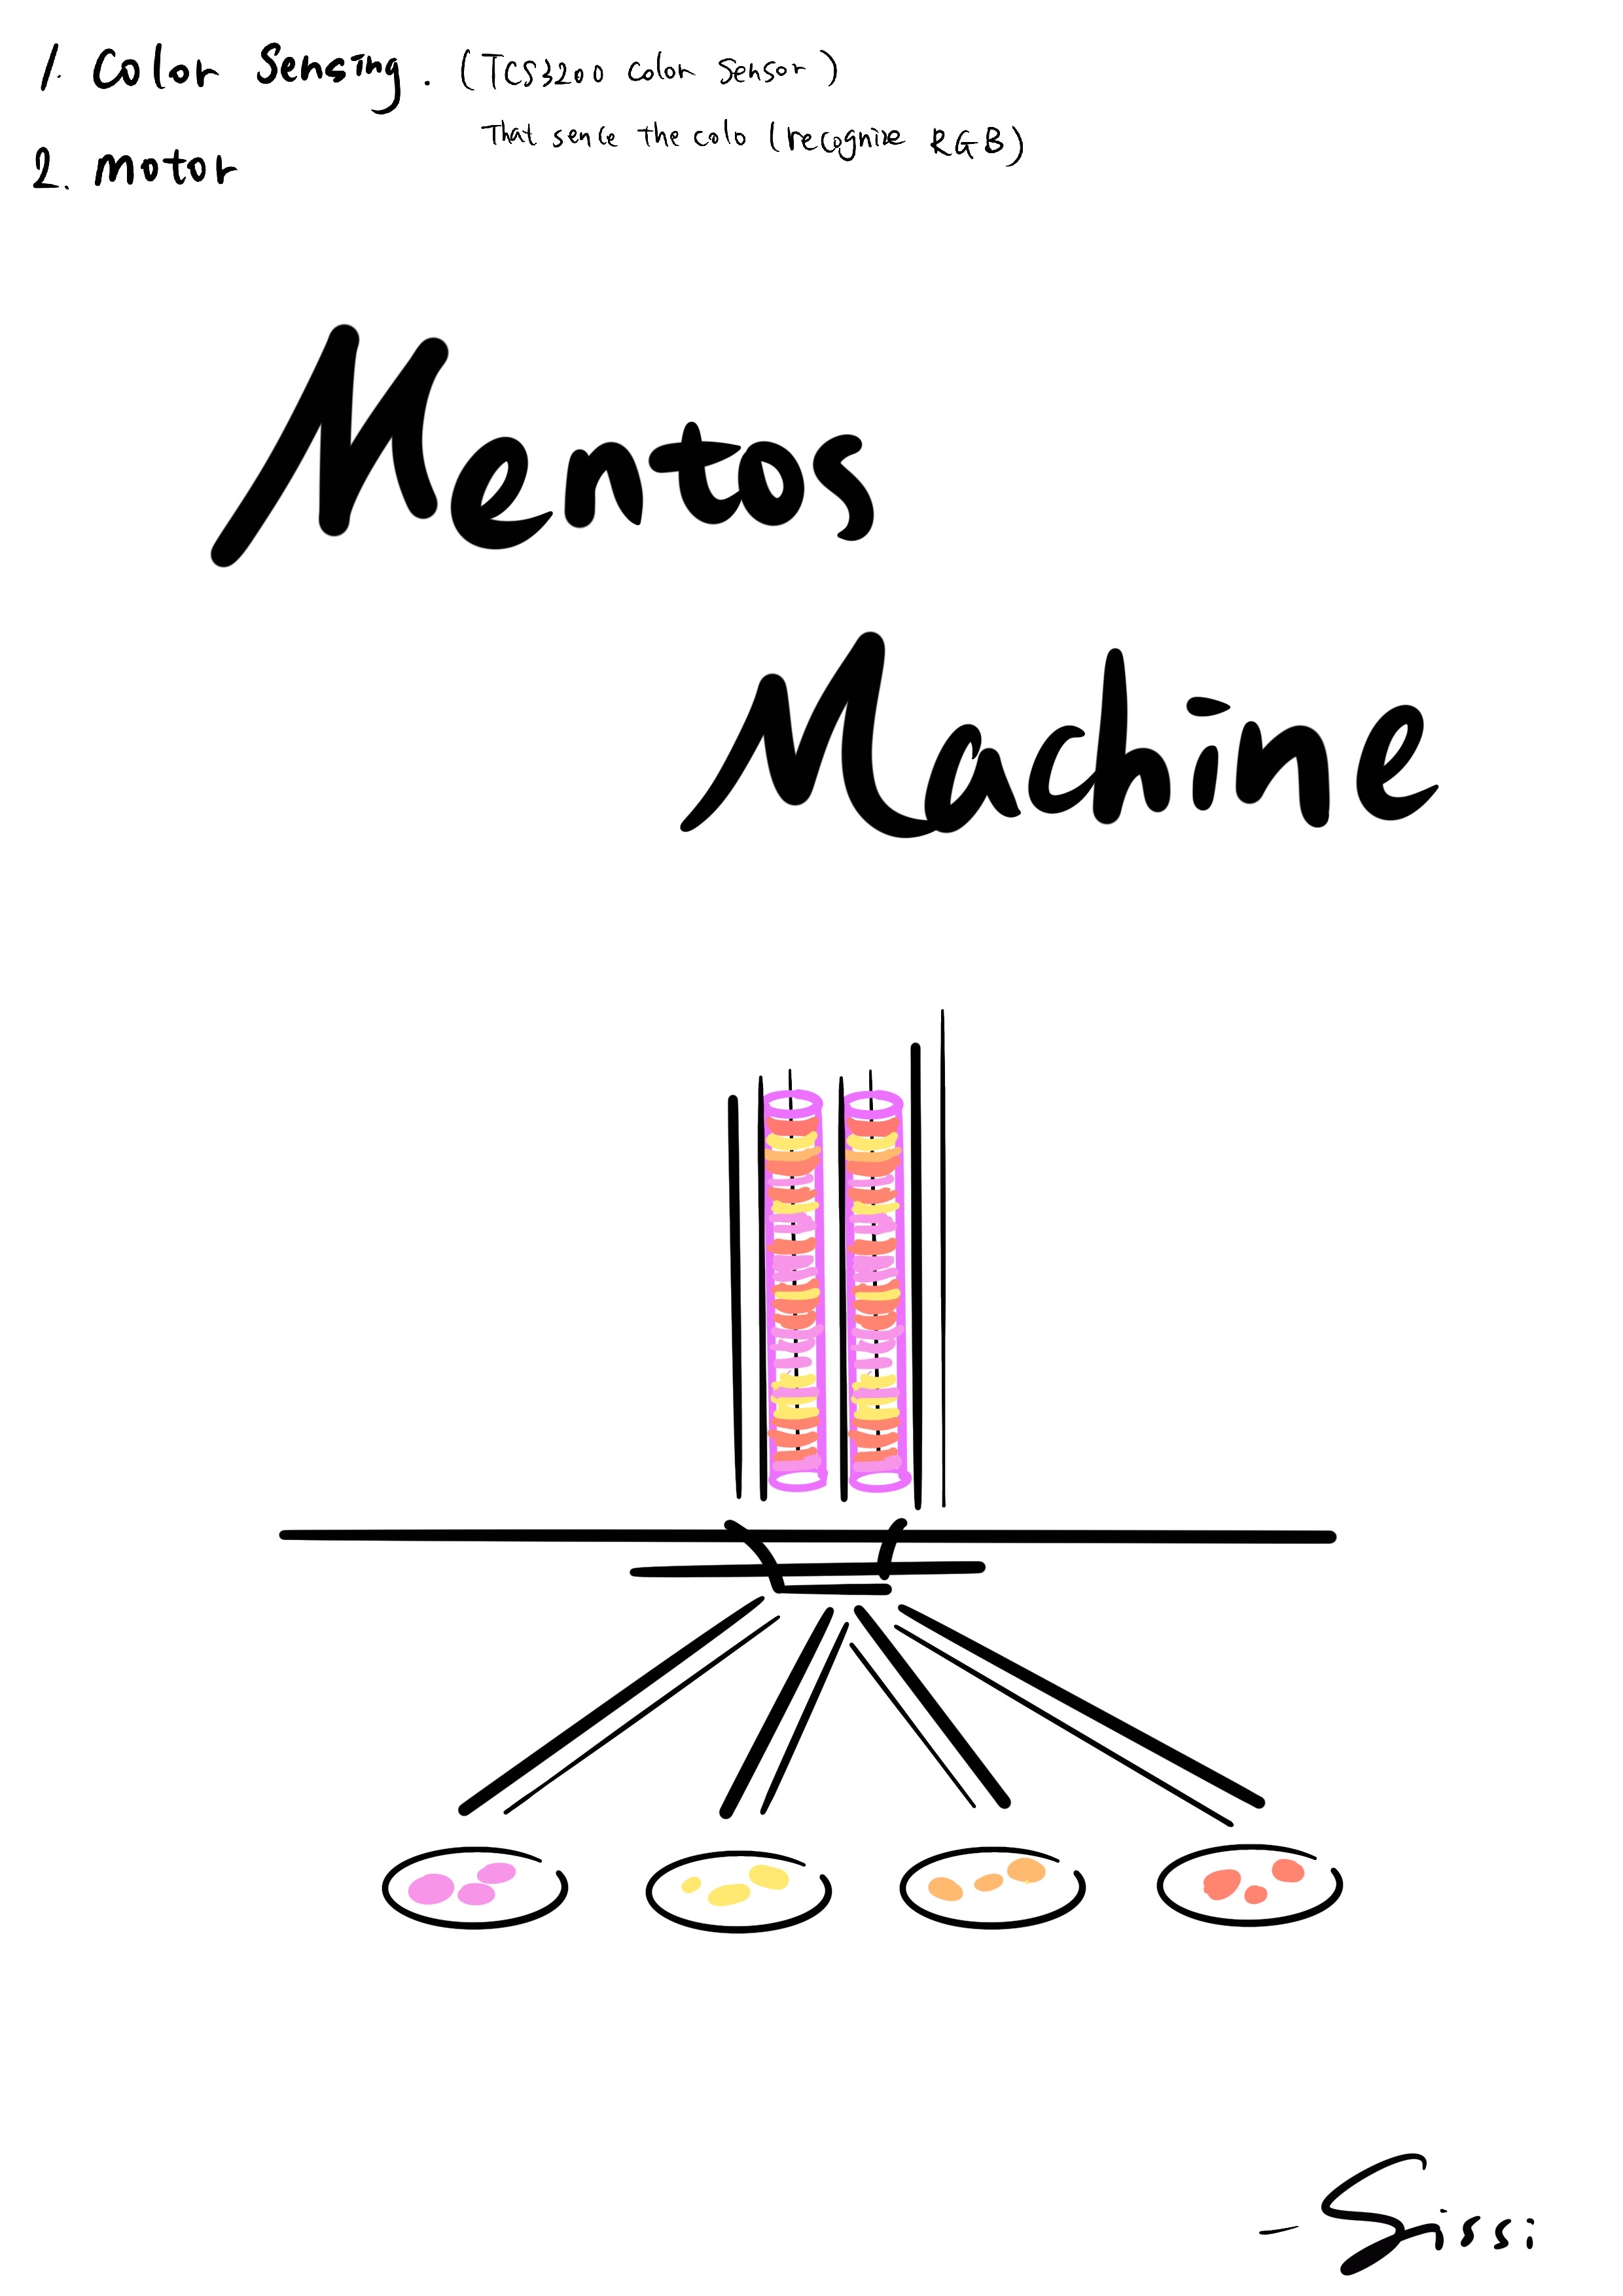 1. Color Sensing. (TCS3200 Color Sensor)
That sence the colo (recognize RGB)
2. motor
Mentos
Machine
- Sissi